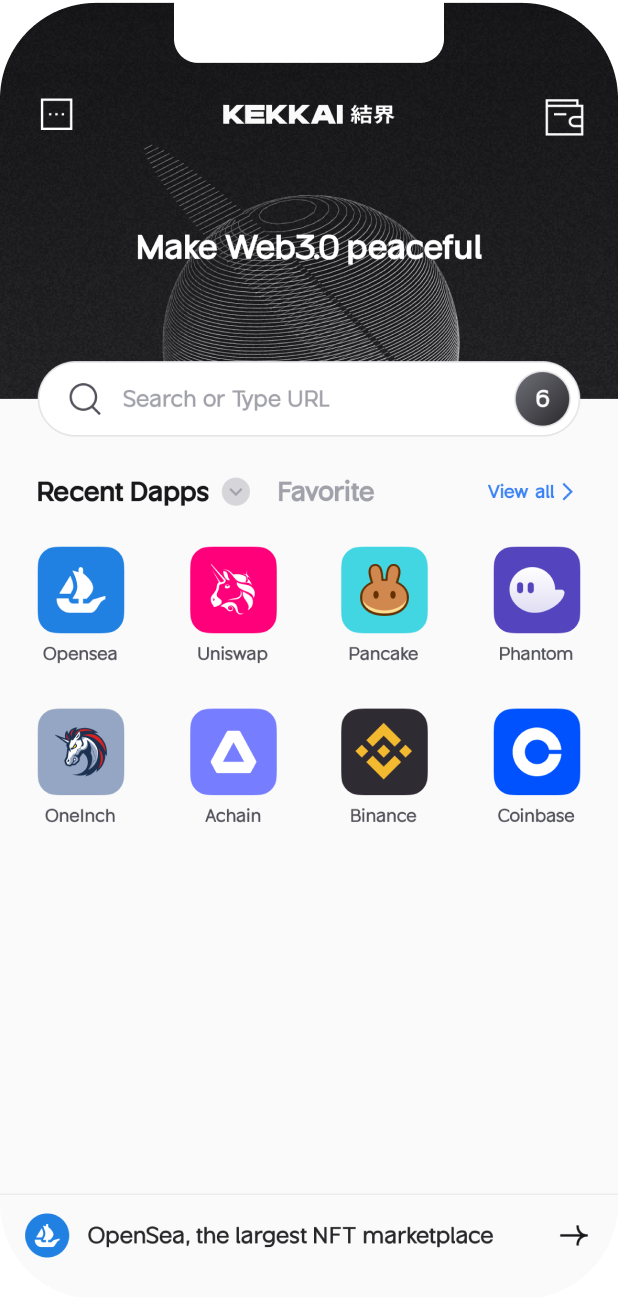 KEKKAI 結界
Make Web3.0 peaceful
Search or Type URL
6
Recent Dapps
Favorite
View all
Opensea
Uniswap
Pancake
Phantom
OneInch
Achain
Binance
Coinbase
OpenSea, the largest NFT marketplace